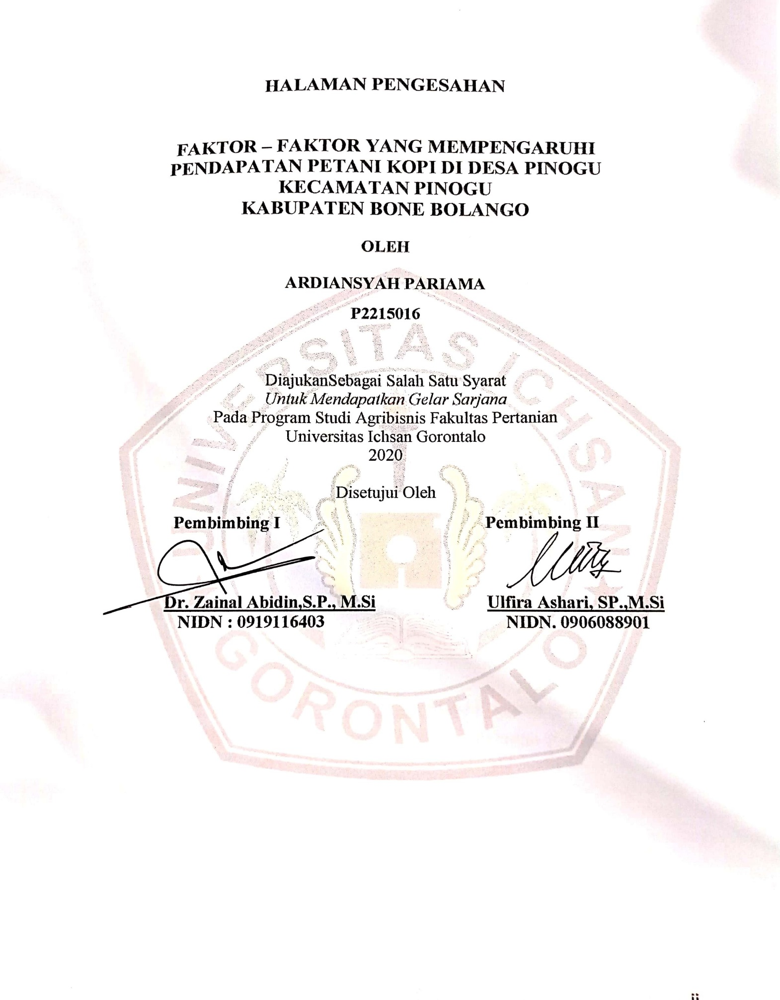 HALAMAN PENGESAHAN
FAKTOR – FAKTOR YANG MEMPENGARUHI
PENDAPATAN PETANI KOPI DI DESA PINOGU
KECAMATAN PINOGU
KABUPATEN BONE BOLANGO
OLEH
ARDIANSYAH PARIAMA
P2215016
UNIVERSITAS ICHSAN
DiajukanSebagai Salah Satu Syarat
Untuk Mendapatkan Gelar Sarjana
Pada Program Studi Agribisnis Fakultas Pertanian
Universitas Ichsan Gorontalo
2020
Disetujui Oleh
Pembimbing I Pembimbing II
Dr. Zainal Abidin,S.P., M.Si Ulfira Ashari, SP.,M.Si
NIDN : 0919116403 NIDN. 0906088901
GORONTALO
ii